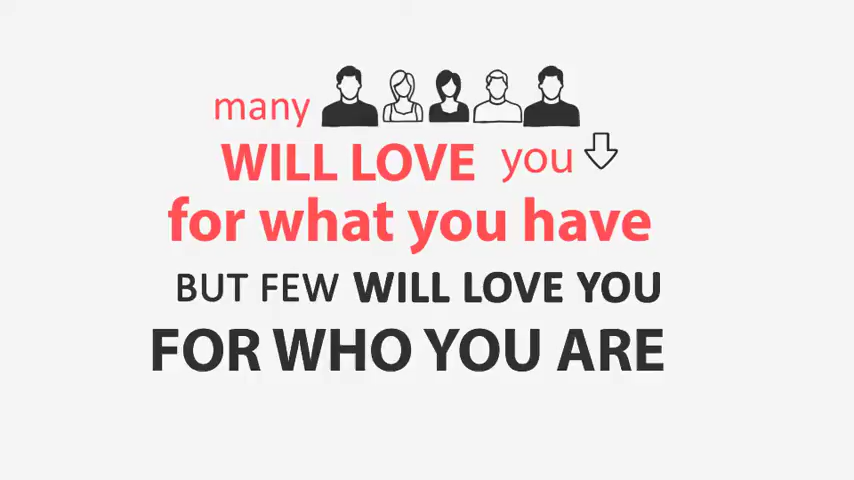 many
WILL LOVE you
for what you have
BUT FEW WILL LOVE YOU
FOR WHO YOU ARE